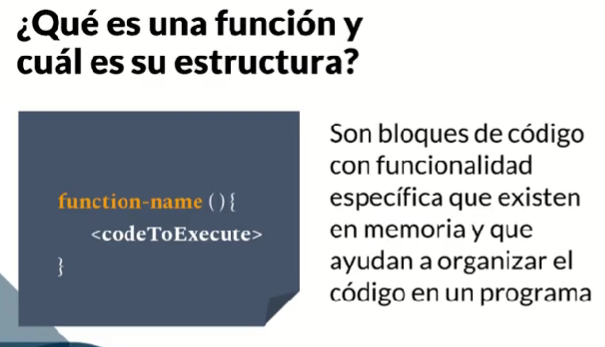 ¿Qué es una función y
cuál es su estructura?
function-name ( ) {
<codeToExecute>
}
Son bloques de código
con funcionalidad
específica que existen
en memoria y que
ayudan a organizar el
código en un programa